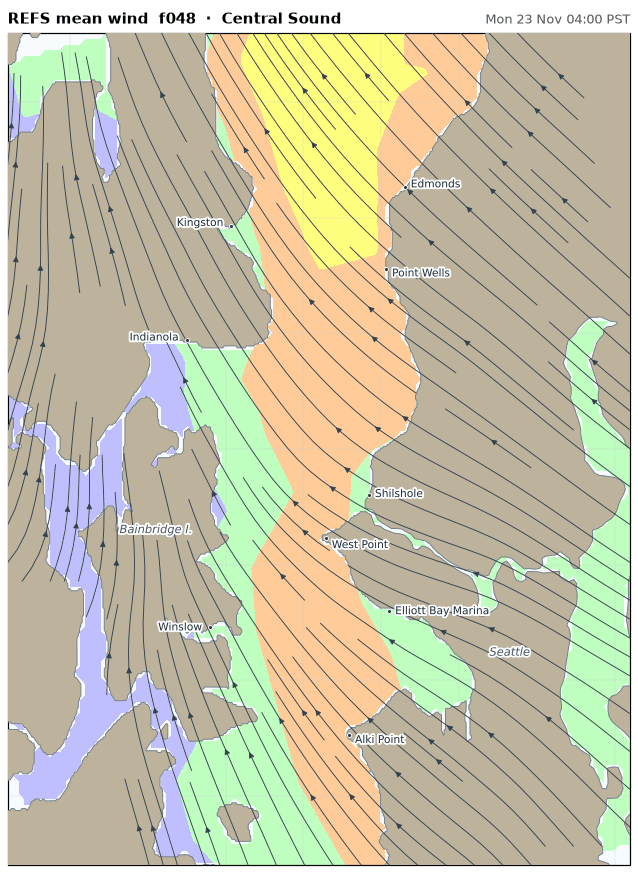 REFS mean wind  f048  ·  Central Sound
Mon 23 Nov 04:00 PST
Edmonds
Kingston
Point Wells
Indianola
Shilshole
Bainbridge I.
West Point
Elliott Bay Marina
Winslow
Seattle
Alki Point